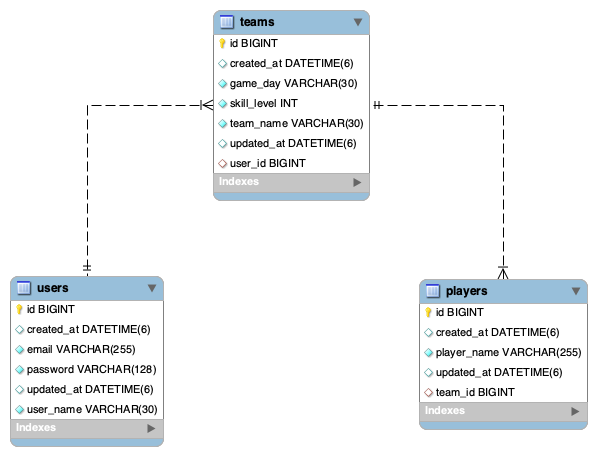 teams
id BIGINT
created_at DATETIME(6)
game_day VARCHAR(30)
skill_level INT
team_name VARCHAR(30)
updated_at DATETIME(6)
user_id BIGINT
Indexes
users
id BIGINT
created_at DATETIME(6)
email VARCHAR(255)
password VARCHAR(128)
updated_at DATETIME(6)
user_name VARCHAR(30)
Indexes
players
id BIGINT
created_at DATETIME(6)
player_name VARCHAR(255)
updated_at DATETIME(6)
team_id BIGINT
Indexes